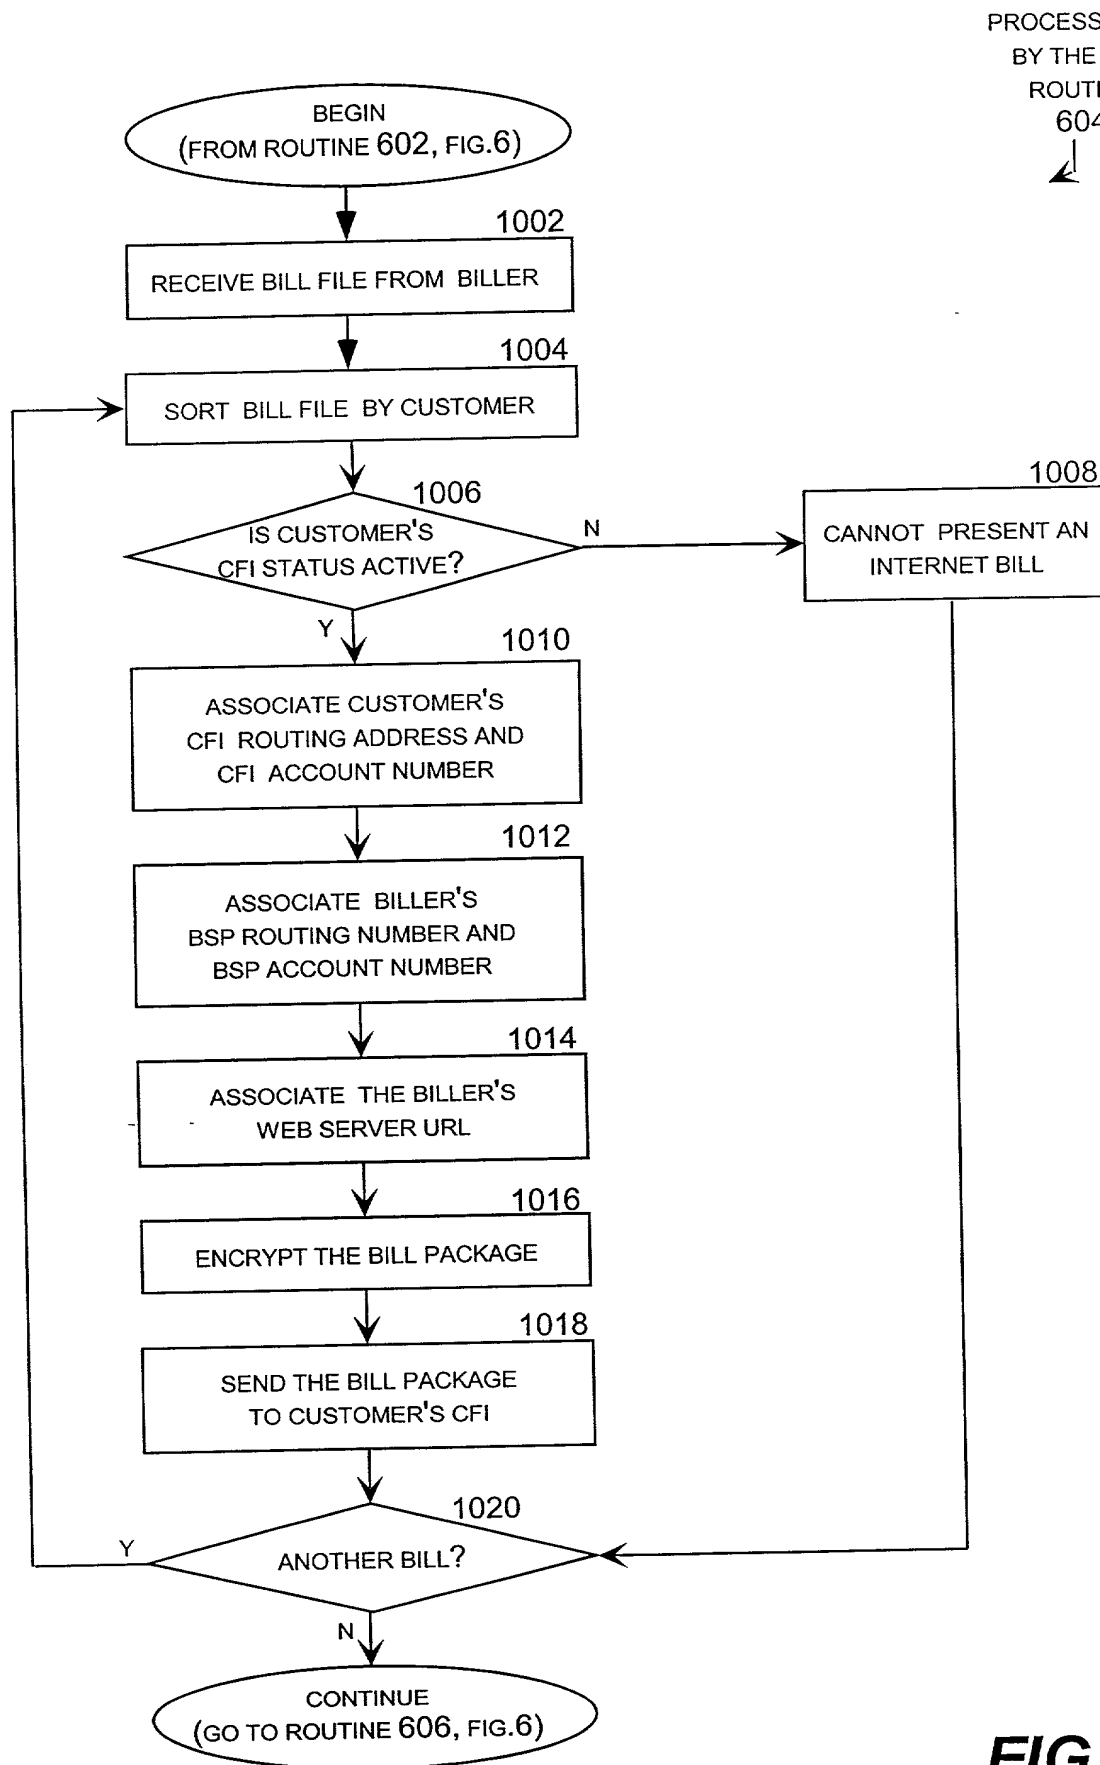 PROCESS
BY THE
ROUTI
604
BEGIN
(FROM ROUTINE 602, FIG.6)
1002
RECEIVE BILL FILE FROM BILLER
1004
SORT BILL FILE BY CUSTOMER
1006
IS CUSTOMER'S
CFI STATUS ACTIVE?
N
Y
1008
CANNOT PRESENT AN
INTERNET BILL
1010
ASSOCIATE CUSTOMER'S
CFI ROUTING ADDRESS AND
CFI ACCOUNT NUMBER
1012
ASSOCIATE BILLER'S
BSP ROUTING NUMBER AND
BSP ACCOUNT NUMBER
1014
ASSOCIATE THE BILLER'S
WEB SERVER URL
1016
ENCRYPT THE BILL PACKAGE
1018
SEND THE BILL PACKAGE
TO CUSTOMER'S CFI
1020
ANOTHER BILL?
Y
N
CONTINUE
(GO TO ROUTINE 606, FIG.6)
FIG